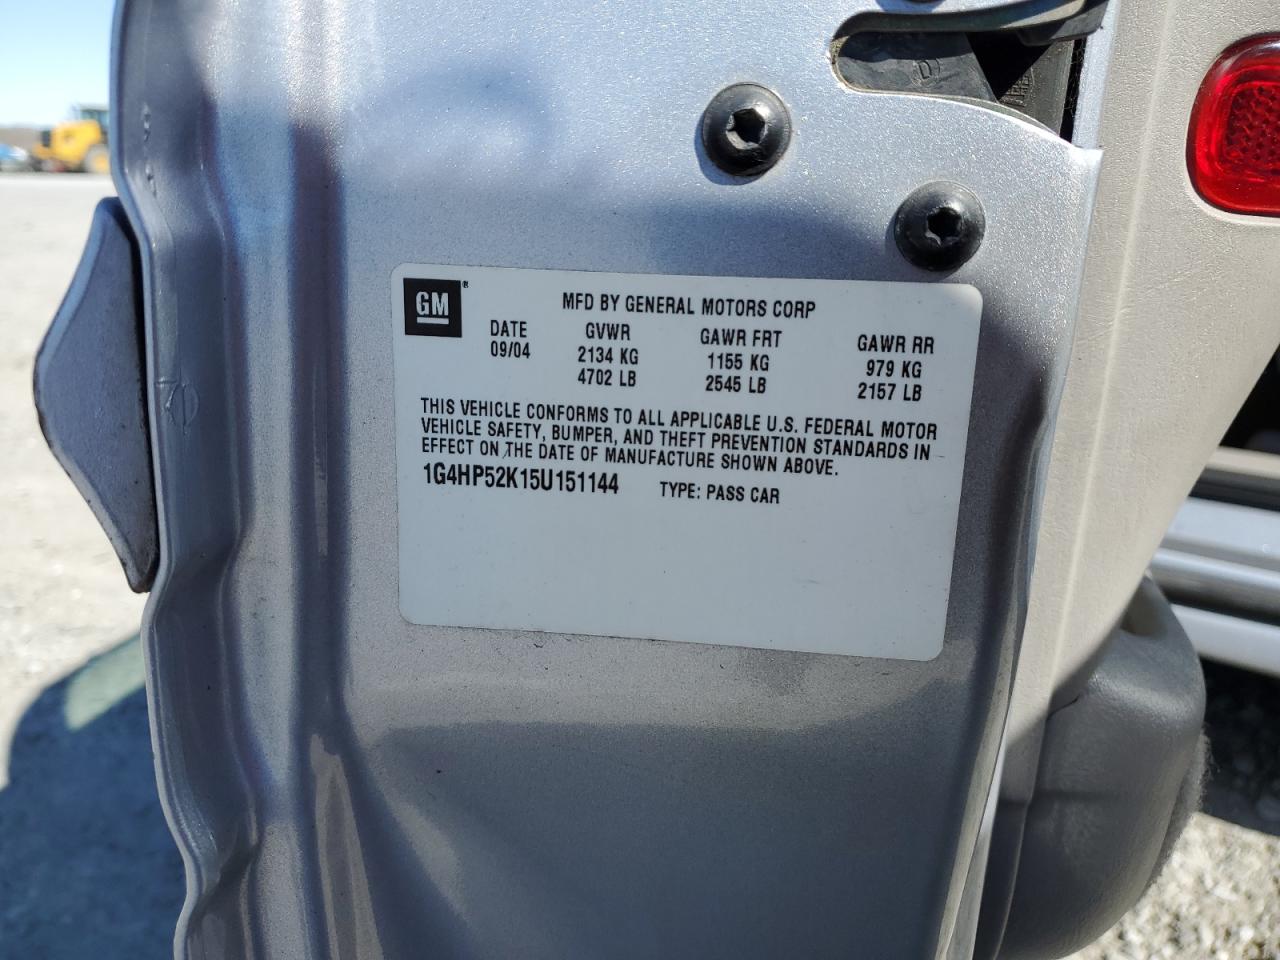 GM®
MFD BY GENERAL MOTORS CORP
DATE GVWR GAWR FRT GAWR RR
09/04 2134 KG 1155 KG 979 KG
4702 LB 2545 LB 2157 LB
THIS VEHICLE CONFORMS TO ALL APPLICABLE U.S. FEDERAL MOTOR
VEHICLE SAFETY, BUMPER, AND THEFT PREVENTION STANDARDS IN
EFFECT ON THE DATE OF MANUFACTURE SHOWN ABOVE.
1G4HP52K15U151144 TYPE: PASS CAR